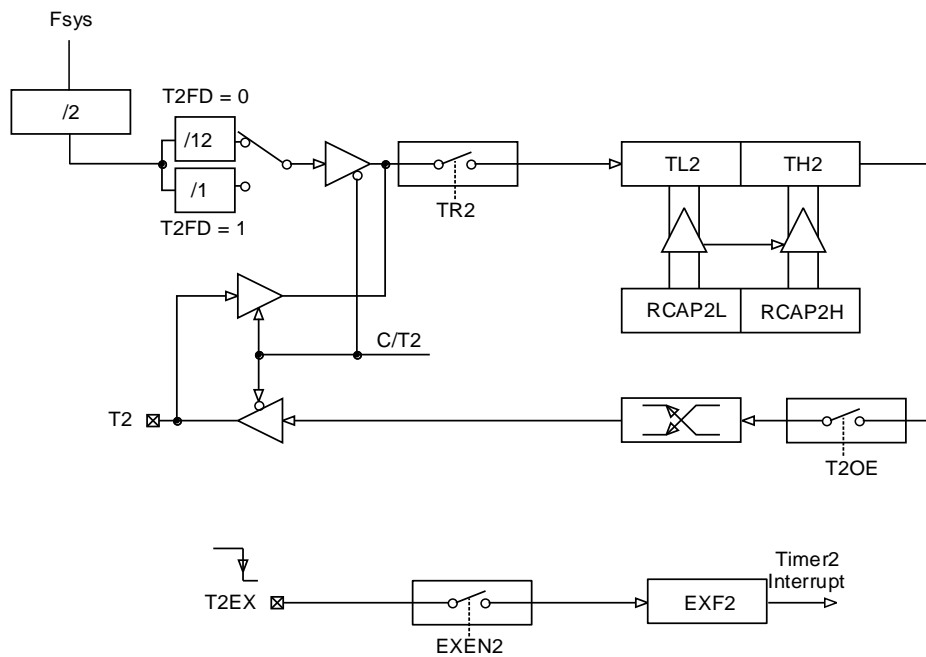 Fsys
/2
T2FD = 0
/12
/1
T2FD = 1
TR2
TL2
TH2
RCAP2L
RCAP2H
C/T2
T2
T2OE
T2EX
EXEN2
EXF2
Timer2
Interrupt